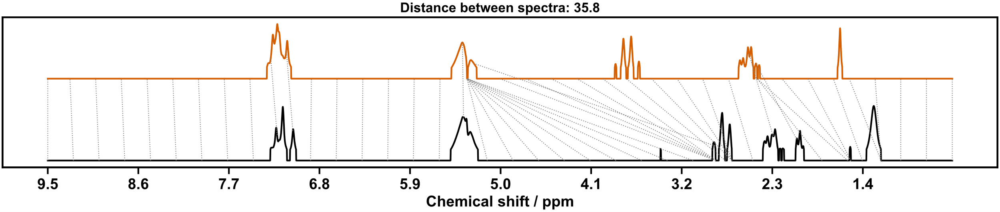 Distance between spectra: 35.8
9.5 8.6 7.7 6.8 5.9 5.0 4.1 3.2 2.3 1.4
Chemical shift / ppm